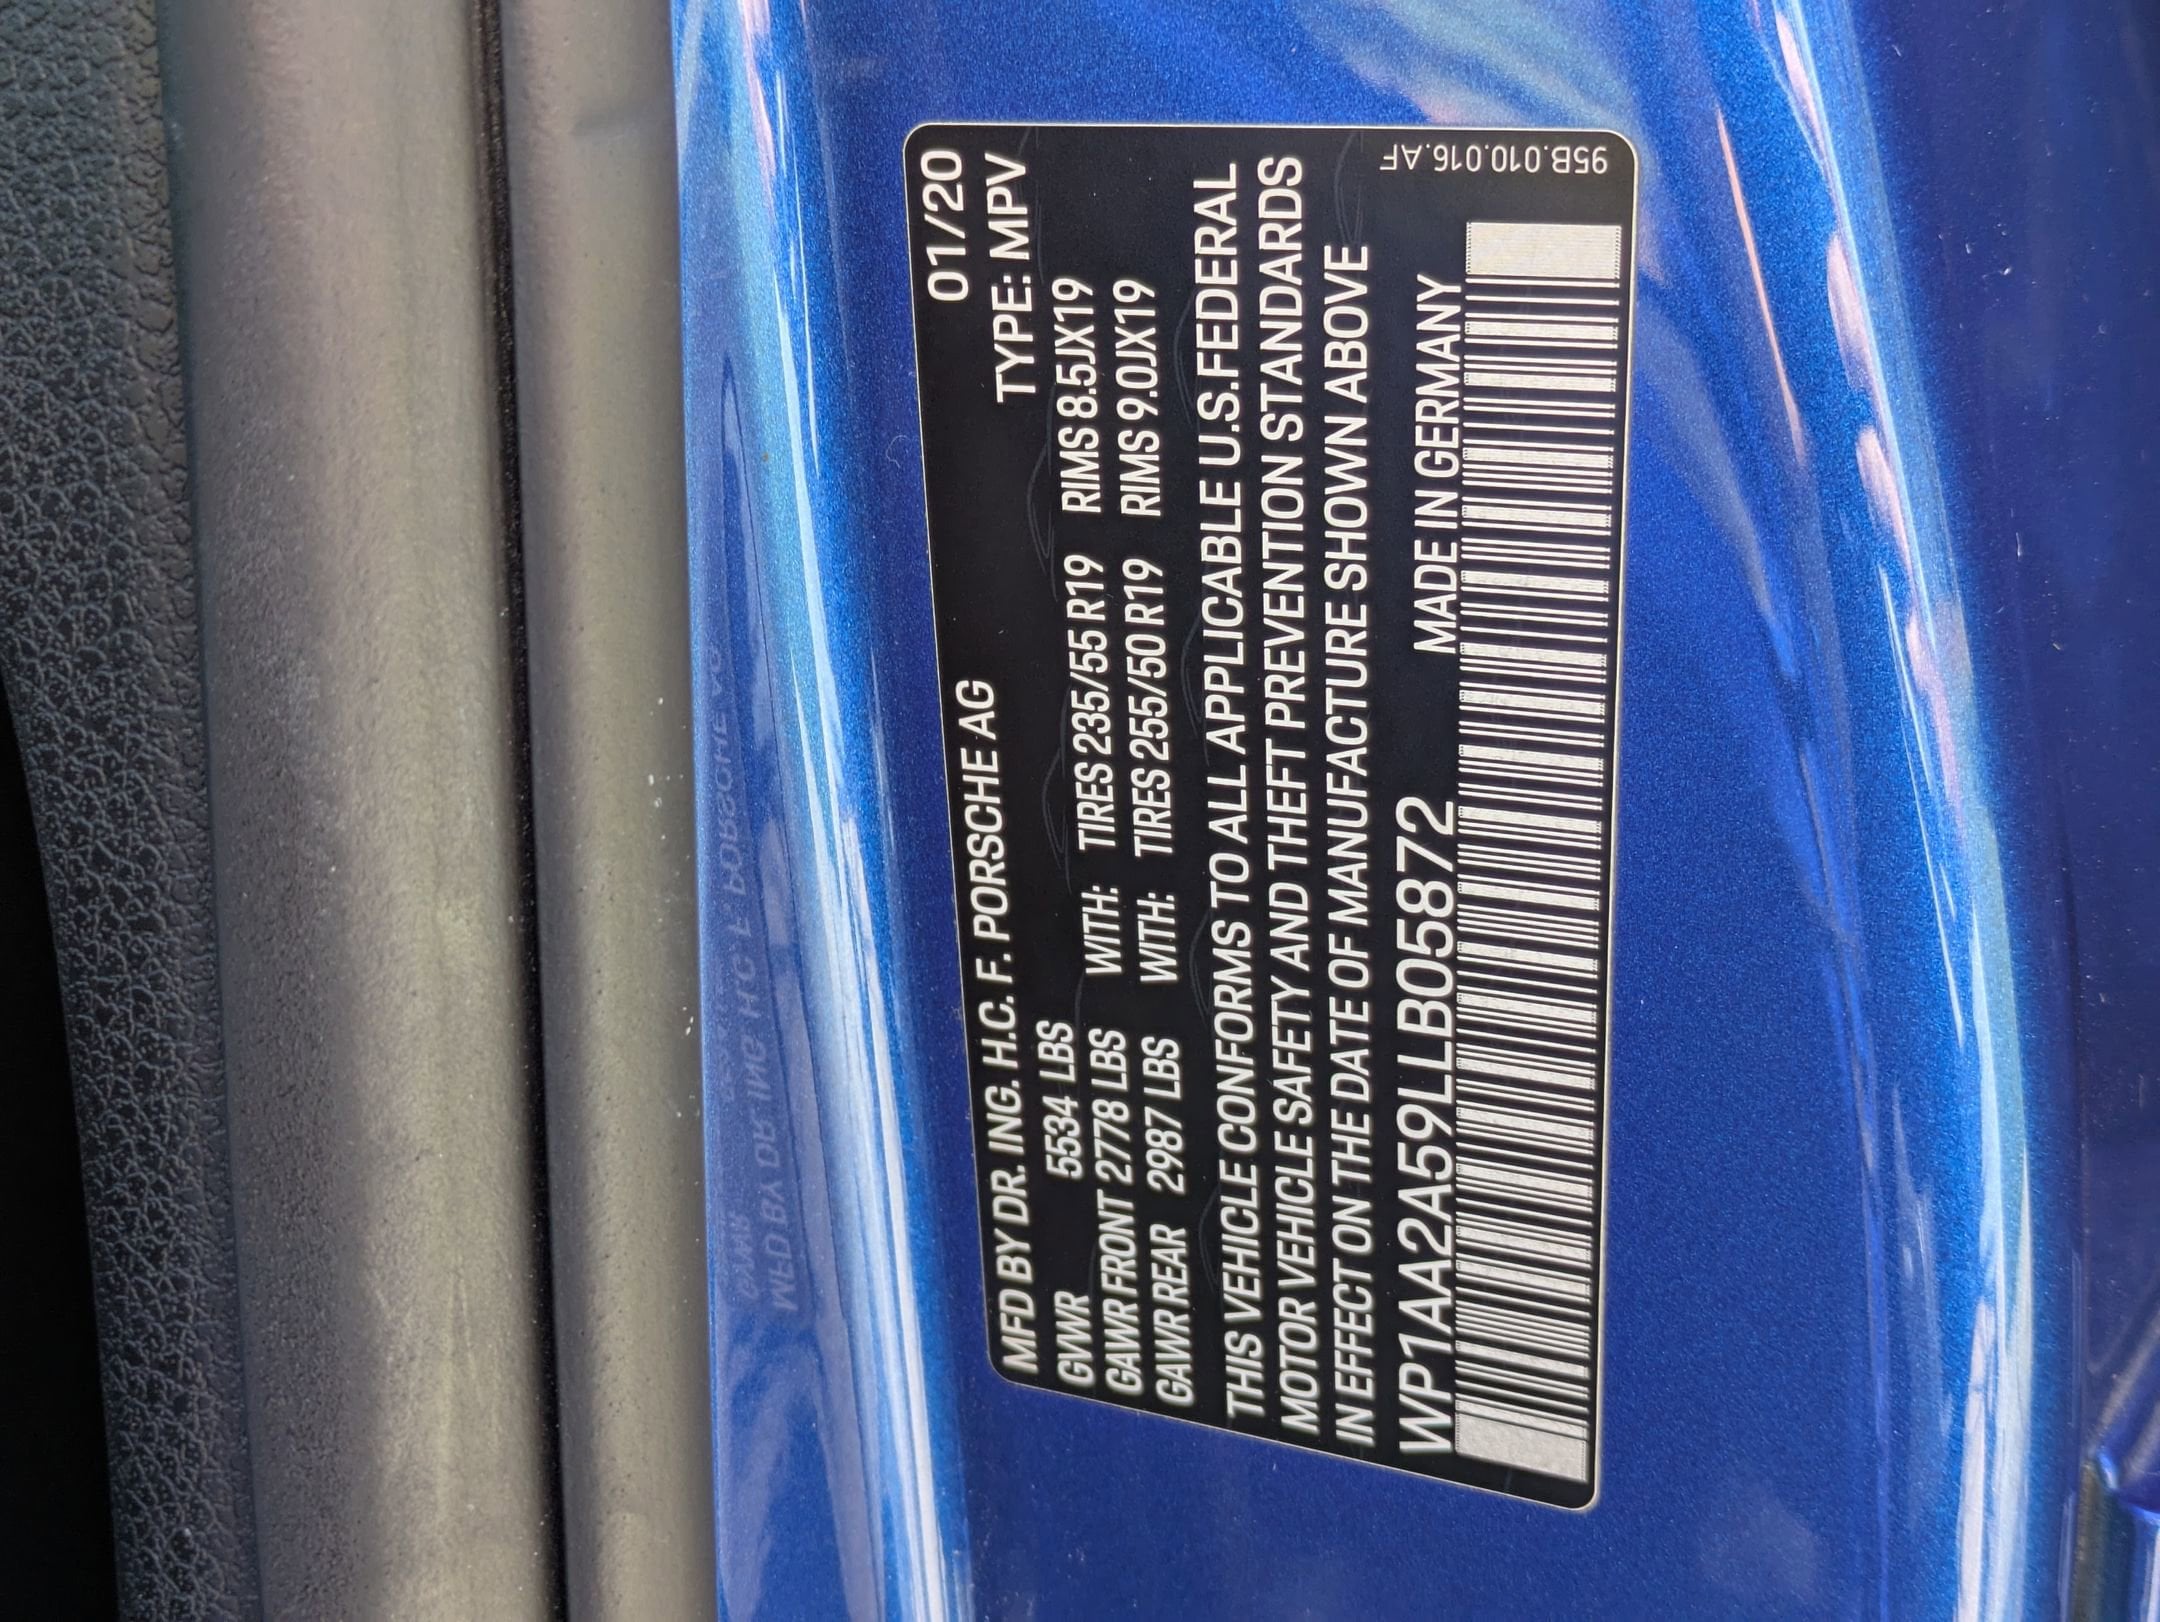 MFD BY DR. ING. H.C. F. PORSCHE AG 01/20
TYPE: MPV
GVWR 5534 LBS WITH: TIRES 235/55 R19 RIMS 8.5JX19
GAWR FRONT 2778 LBS
GAWR REAR 2987 LBS WITH: TIRES 255/50 R19 RIMS 9.0JX19
THIS VEHICLE CONFORMS TO ALL APPLICABLE U.S.FEDERAL
MOTOR VEHICLE SAFETY AND THEFT PREVENTION STANDARDS
IN EFFECT ON THE DATE OF MANUFACTURE SHOWN ABOVE
MADE IN GERMANY
WP1AA2A59LLB05872
95B.010.016.AF